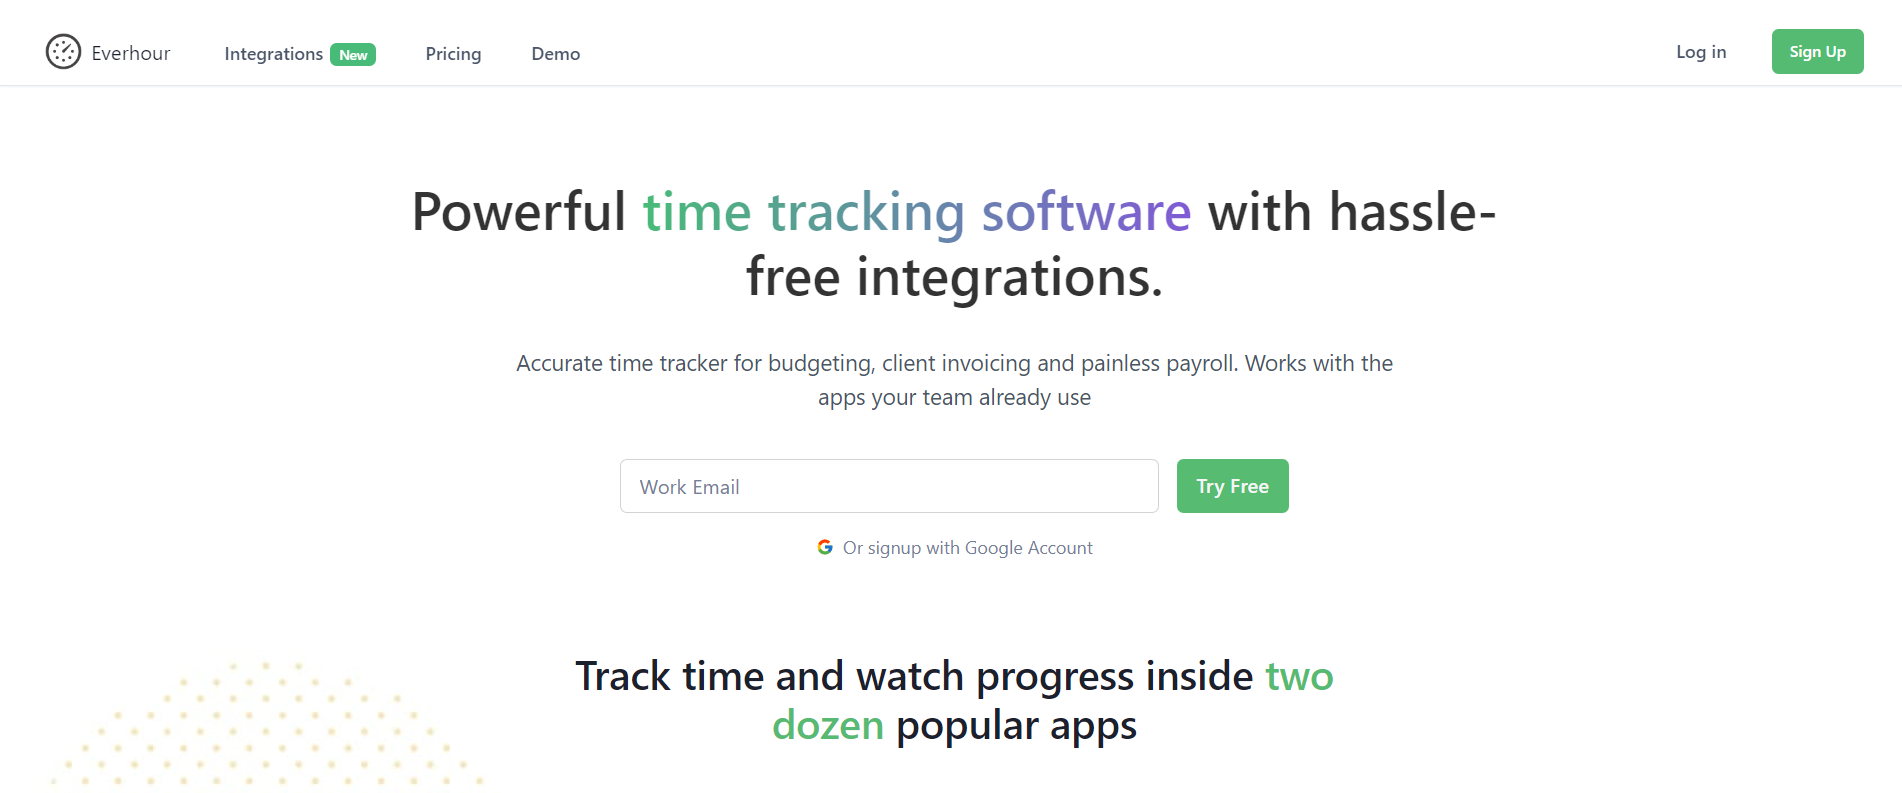 Everhour
Integrations New
Pricing
Demo
Log in
Sign Up
Powerful time tracking software with hassle-
free integrations.
Accurate time tracker for budgeting, client invoicing and painless payroll. Works with the
apps your team already use
Work Email
Try Free
Or signup with Google Account
Track time and watch progress inside two
dozen popular apps